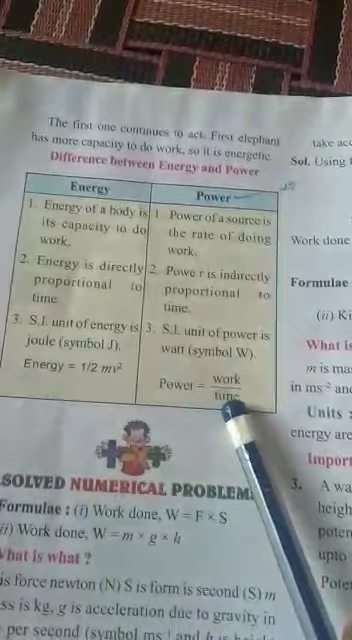 The first one continues to act. First elephant
has more capacity to do work, so it is energetic.
Difference between Energy and Power
Energy
1. Energy of a body is
its capacity to do
work.
2. Energy is directly
proportional to
time.
3. S.I. unit of energy is
joule (symbol J).
Energy = 1/2 mv²
Power
1. Power of a source is
the rate of doing
work.
2. Powe r is indirectly
proportional to
time.
3. S.I. unit of power is
watt (symbol W).
Power = work / time
SOLVED NUMERICAL PROBLEM
Formulae : (i) Work done, W = F × S
ii) Work done, W = m × g × h
What is what ?
is force newton (N) S is form is second (S) m
ss is kg, g is acceleration due to gravity in
per second (symbol ms
take acc
Sol. Using
Work done
Formulae
(ii) Ki
What is
m is mas
in ms⁻² and
Units :
energy are
Import
3. A wa
heigh
poten
upto
Poten